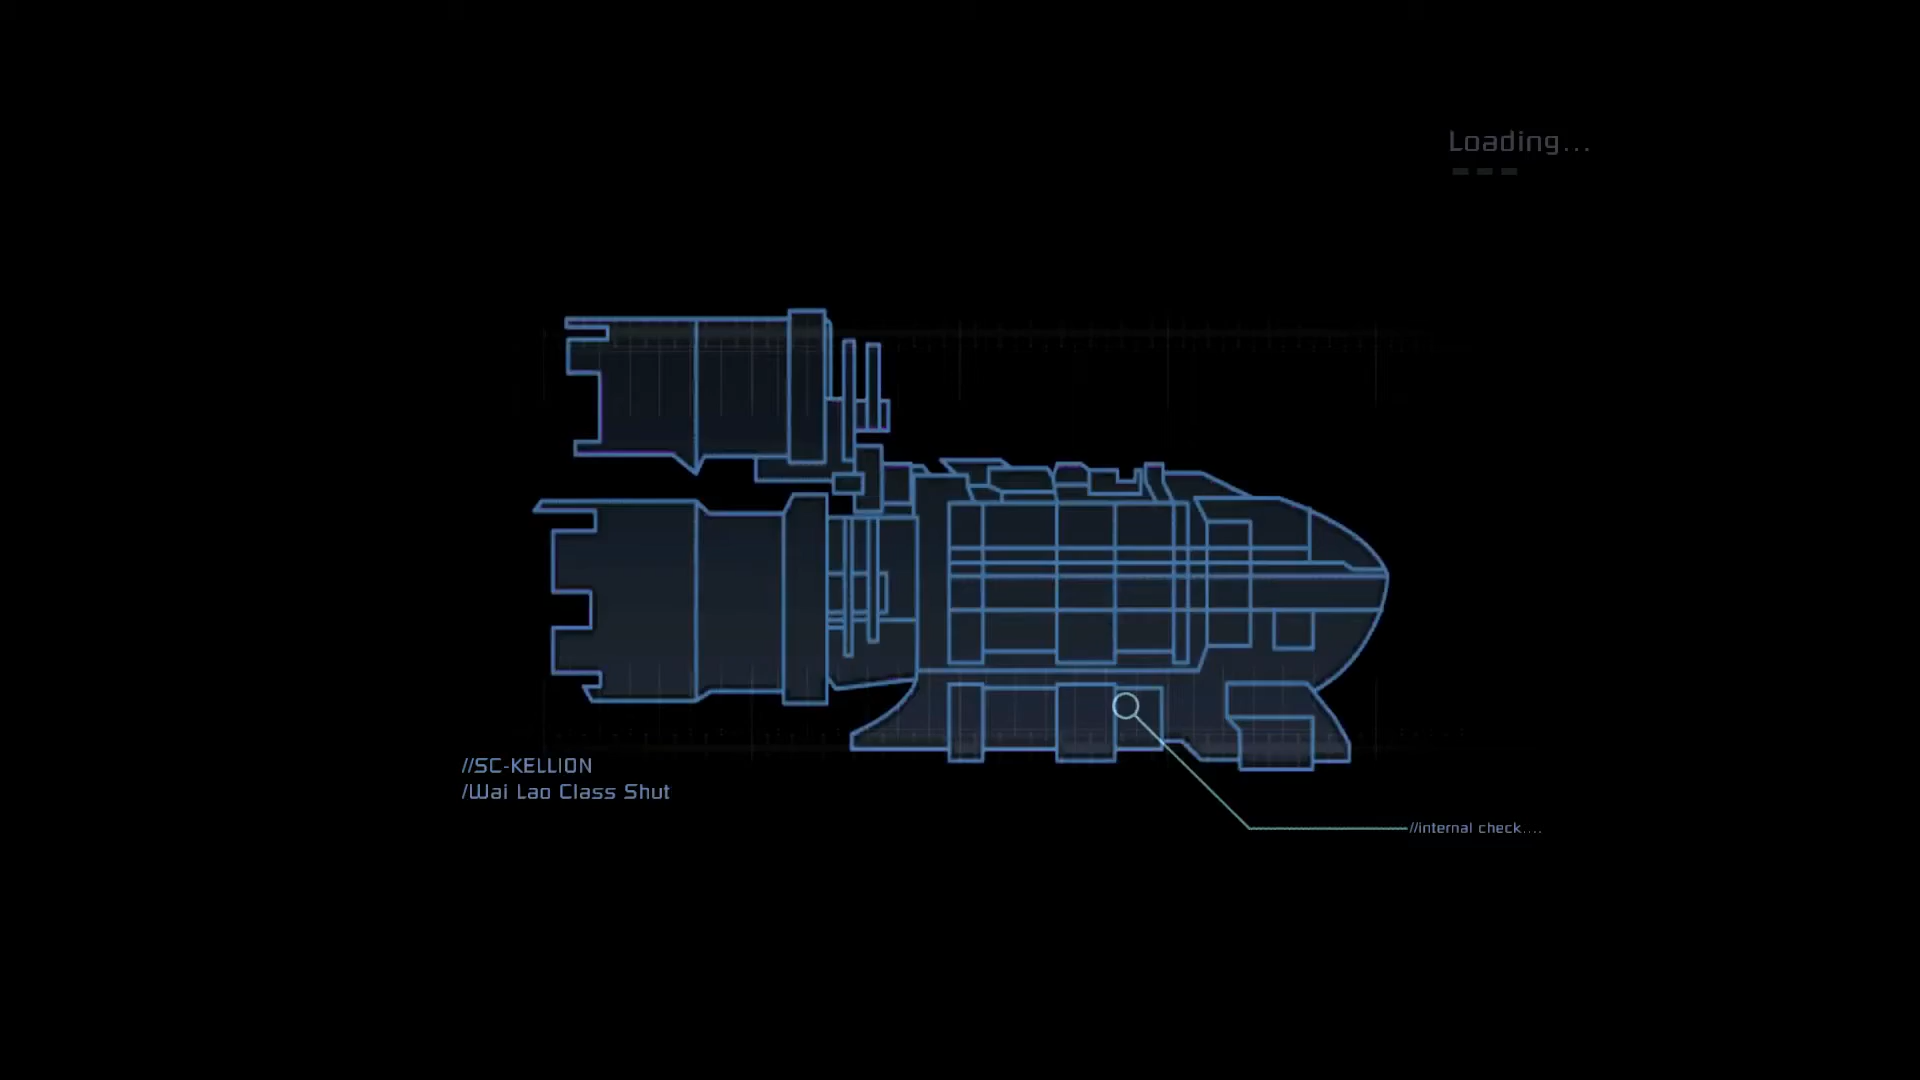 Loading...
//SC-KELLION
/Wai Lao Class Shut
//internal check....